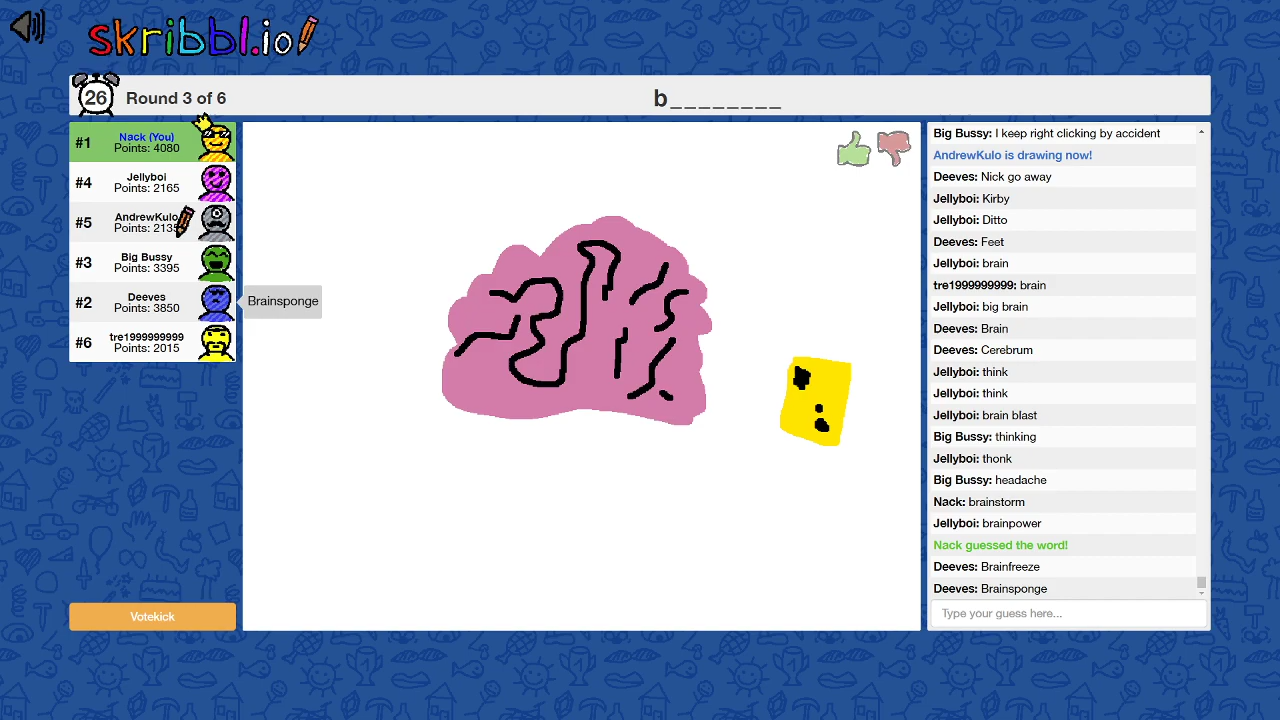 skribbl.io
26
Round 3 of 6
b________
#1
Nack (You)
Points: 4080
#4
Jellyboi
Points: 2165
#5
AndrewKulo
Points: 2135
#3
Big Bussy
Points: 3395
#2
Deeves
Points: 3850
Brainsponge
#6
tre1999999999
Points: 2015
Votekick
Big Bussy: I keep right clicking by accident
AndrewKulo is drawing now!
Deeves: Nick go away
Jellyboi: Kirby
Jellyboi: Ditto
Deeves: Feet
Jellyboi: brain
tre1999999999: brain
Jellyboi: big brain
Deeves: Brain
Deeves: Cerebrum
Jellyboi: think
Jellyboi: think
Jellyboi: brain blast
Big Bussy: thinking
Jellyboi: thonk
Big Bussy: headache
Nack: brainstorm
Jellyboi: brainpower
Nack guessed the word!
Deeves: Brainfreeze
Deeves: Brainsponge
Type your guess here...